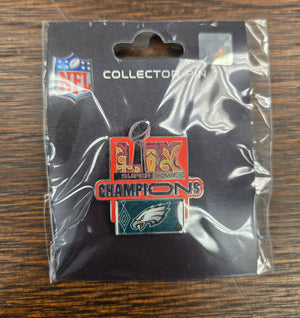 NFL
COLLECTOR PIN
LIX
SUPER BOWL
CHAMPIONS